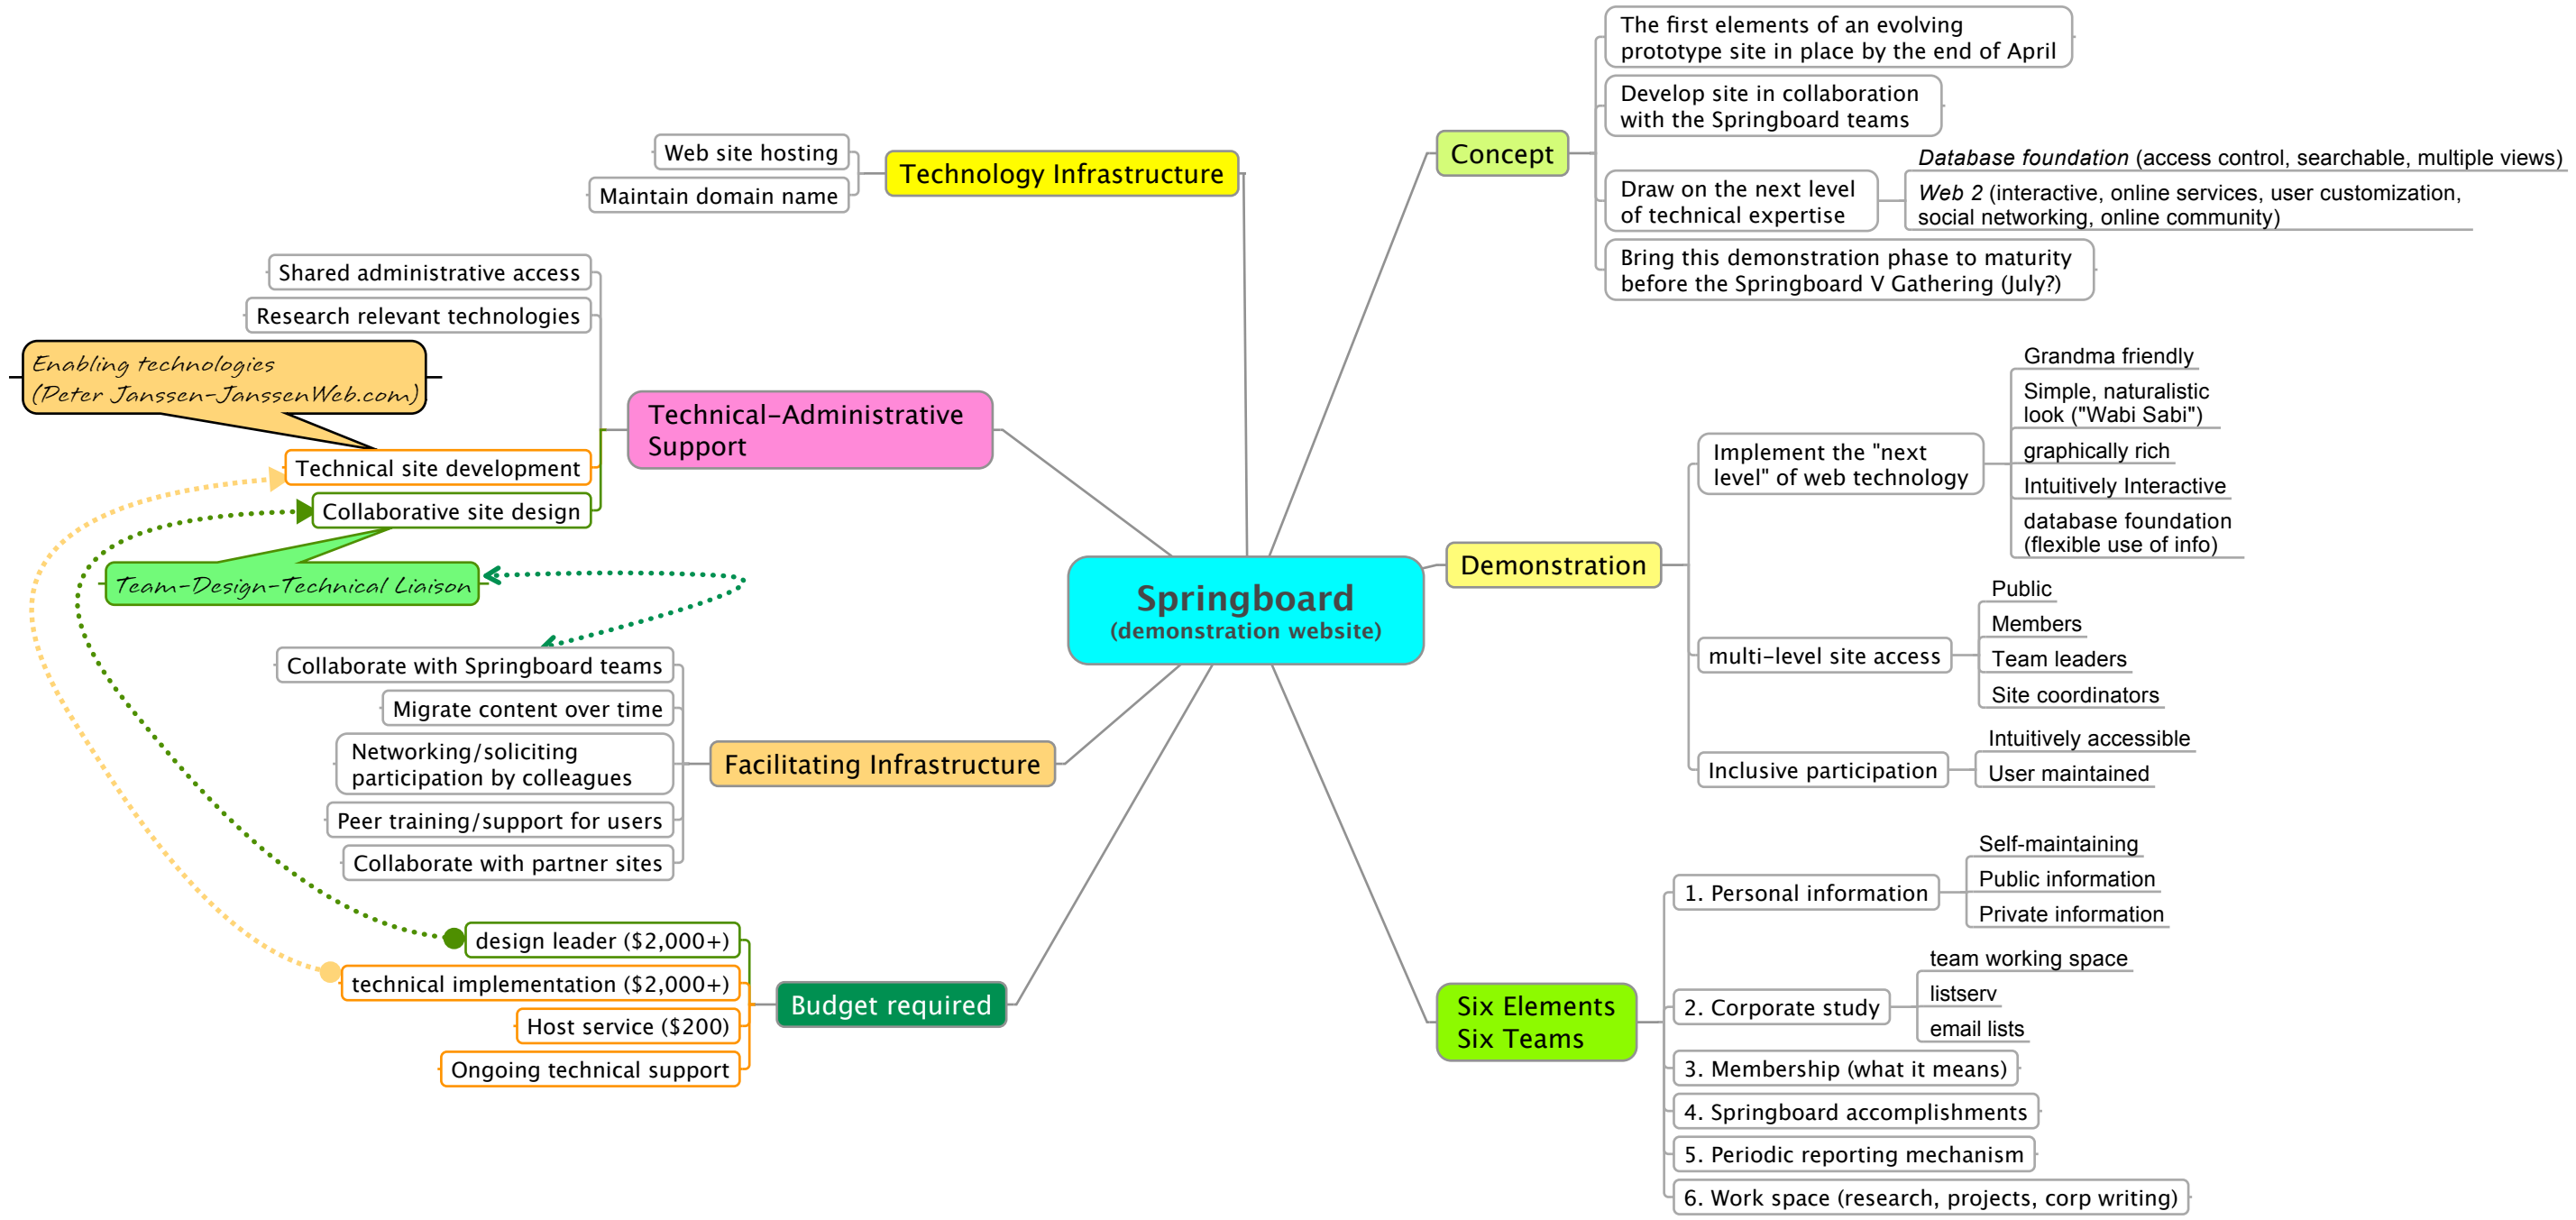 Springboard
(demonstration website)
Concept
The first elements of an evolving
prototype site in place by the end of April
Develop site in collaboration
with the Springboard teams
Draw on the next level
of technical expertise
Database foundation (access control, searchable, multiple views)
Web 2 (interactive, online services, user customization,
social networking, online community)
Bring this demonstration phase to maturity
before the Springboard V Gathering (July?)
Demonstration
Implement the "next
level" of web technology
Grandma friendly
Simple, naturalistic
look ("Wabi Sabi")
graphically rich
Intuitively Interactive
database foundation
(flexible use of info)
multi-level site access
Public
Members
Team leaders
Site coordinators
Inclusive participation
Intuitively accessible
User maintained
Six Elements
Six Teams
1. Personal information
Self-maintaining
Public information
Private information
2. Corporate study
team working space
listserv
email lists
3. Membership (what it means)
4. Springboard accomplishments
5. Periodic reporting mechanism
6. Work space (research, projects, corp writing)
Technology Infrastructure
Web site hosting
Maintain domain name
Technical-Administrative
Support
Shared administrative access
Research relevant technologies
Enabling technologies
(Peter Janssen-JanssenWeb.com)
Technical site development
Collaborative site design
Team-Design-Technical Liaison
Facilitating Infrastructure
Collaborate with Springboard teams
Migrate content over time
Networking/soliciting
participation by colleagues
Peer training/support for users
Collaborate with partner sites
Budget required
design leader ($2,000+)
technical implementation ($2,000+)
Host service ($200)
Ongoing technical support